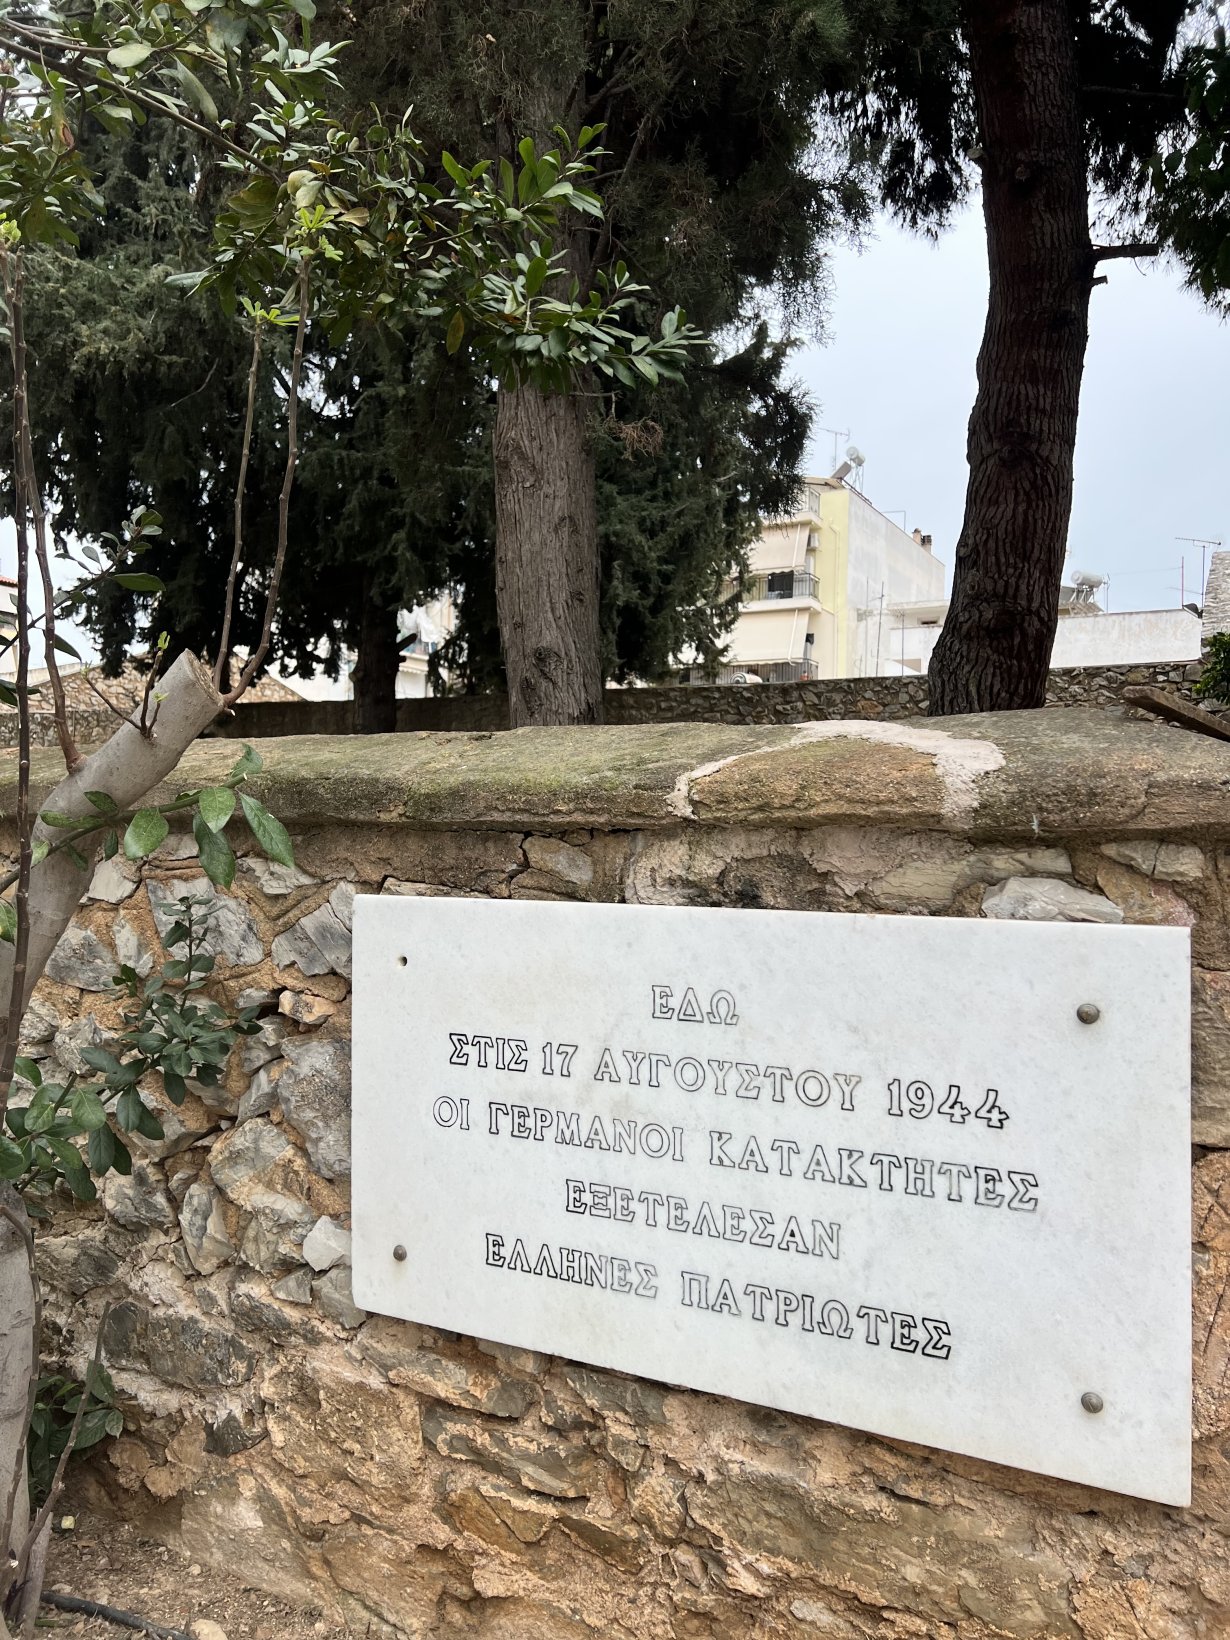 ΕΔΩ
ΣΤΙΣ 17 ΑΥΓΟΥΣΤΟΥ 1944
ΟΙ ΓΕΡΜΑΝΟΙ ΚΑΤΑΚΤΗΤΕΣ
ΕΞΕΤΕΛΕΣΑΝ
ΕΛΛΗΝΕΣ ΠΑΤΡΙΩΤΕΣ